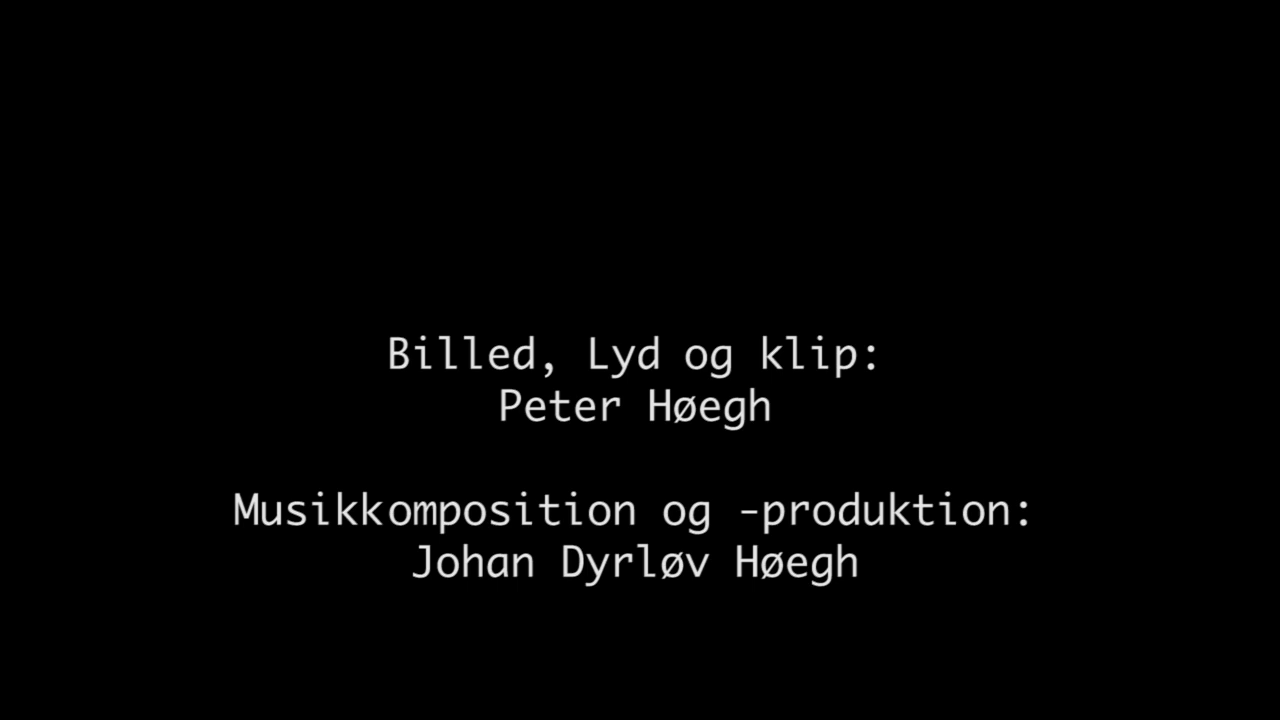 Billed, Lyd og klip:
Peter Høegh
Musikkomposition og -produktion:
Johan Dyrløv Høegh